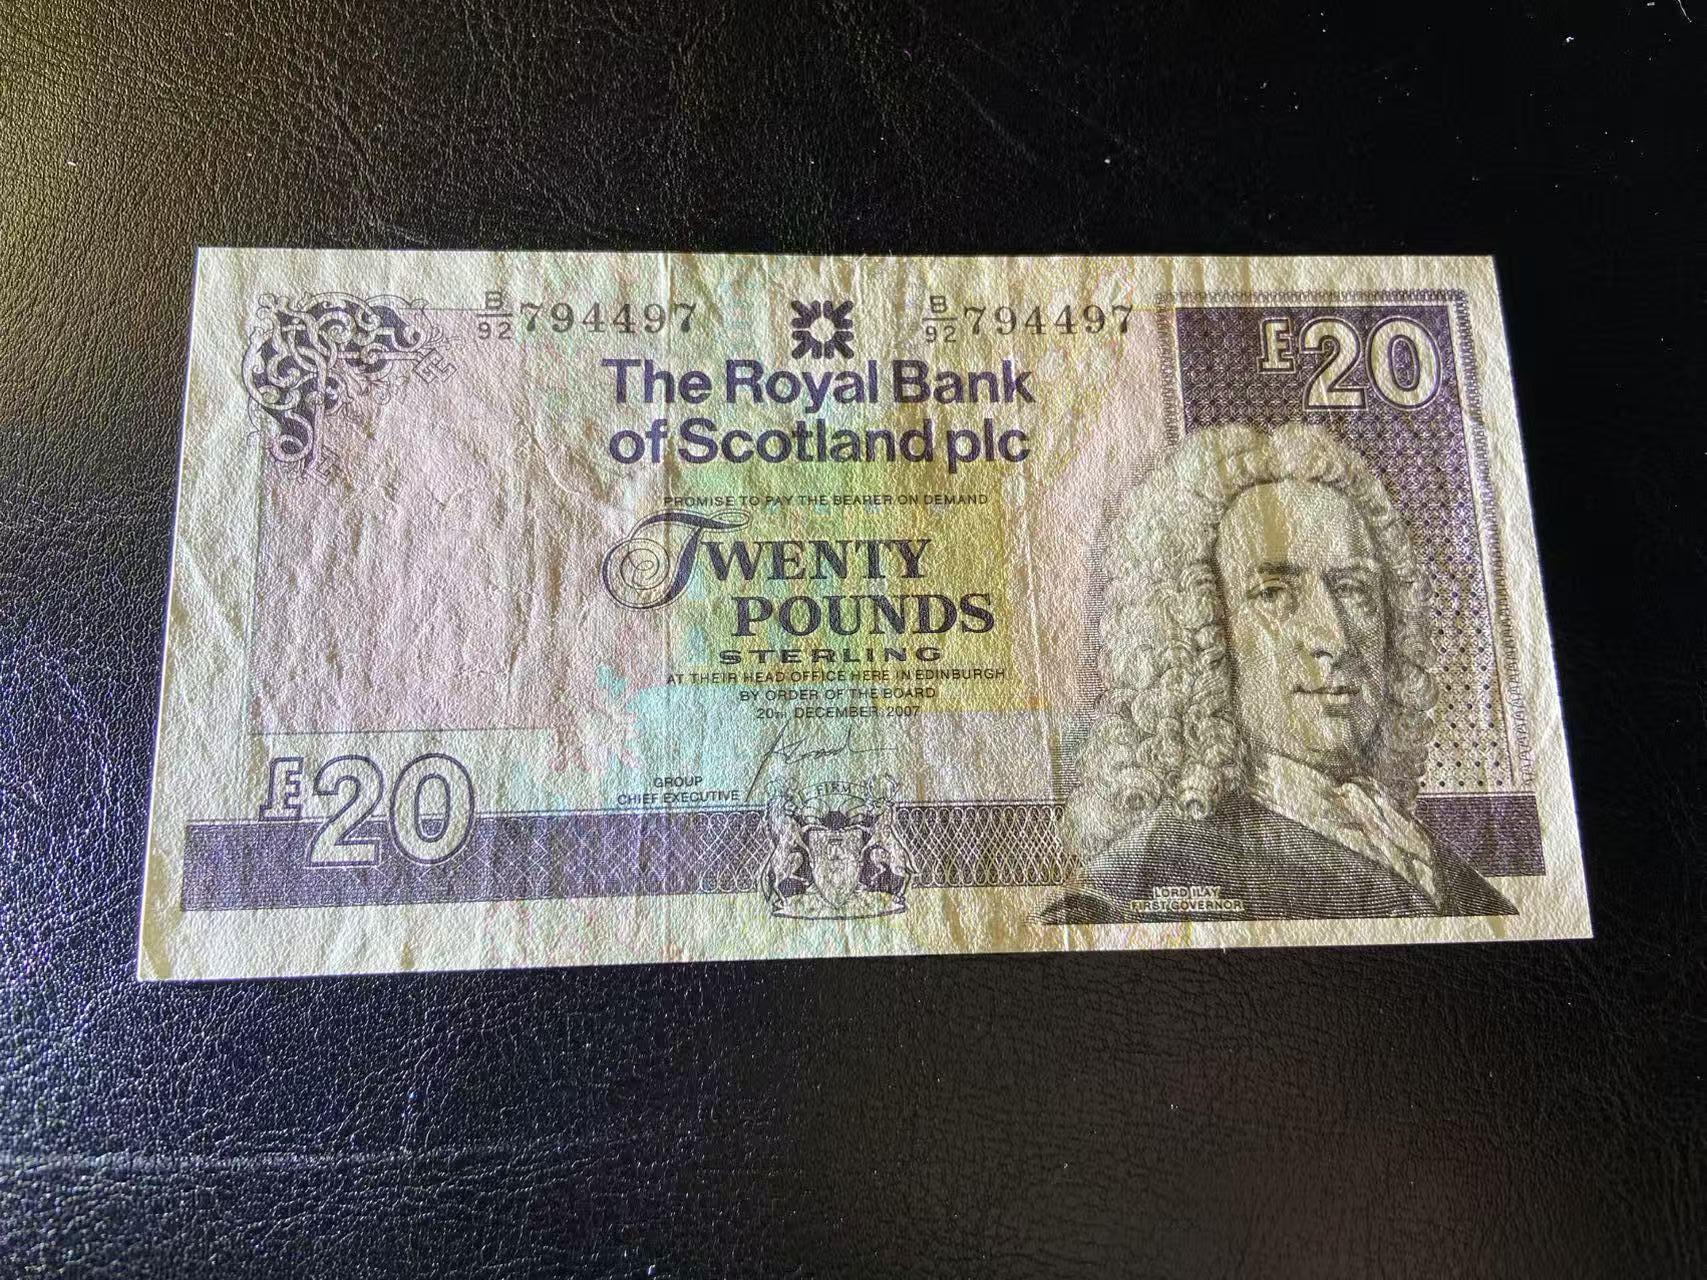 B/92 794497
B/92 794497
£20
The Royal Bank
of Scotland plc
PROMISE TO PAY THE BEARER ON DEMAND
TWENTY
POUNDS
STERLING
AT THEIR HEAD OFFICE HERE IN EDINBURGH
BY ORDER OF THE BOARD
20TH DECEMBER 2007
GROUP
CHIEF EXECUTIVE
£20
FIRM
LORD ILAY
FIRST GOVERNOR